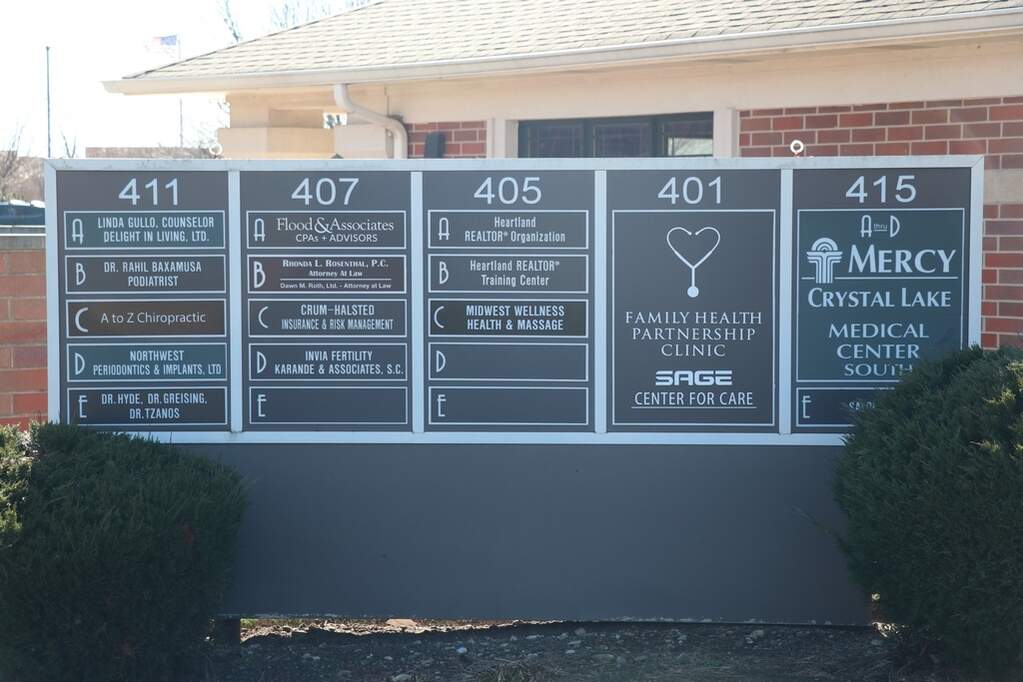 411
A LINDA GULLO, COUNSELOR
DELIGHT IN LIVING, LTD.
B DR. RAHIL BAXAMUSA
PODIATRIST
C A to Z Chiropractic
D NORTHWEST
PERIODONTICS & IMPLANTS, LTD
E DR. HYDE, DR. GREISING,
DR. TZANOS
407
A Flood & Associates
CPAs + ADVISORS
B RHONDA L. ROSENTHAL, P.C.
Attorney At Law
Dawn M. Roth, Ltd. - Attorney at Law
C CRUM-HALSTED
INSURANCE & RISK MANAGEMENT
D INVIA FERTILITY
KARANDE & ASSOCIATES, S.C.
E
405
A Heartland
REALTOR® Organization
B Heartland REALTOR®
Training Center
C MIDWEST WELLNESS
HEALTH & MASSAGE
D
E
401
FAMILY HEALTH
PARTNERSHIP
CLINIC
SAGE
CENTER FOR CARE
415
A thru D
MERCY
CRYSTAL LAKE
MEDICAL
CENTER
SOUTH
E